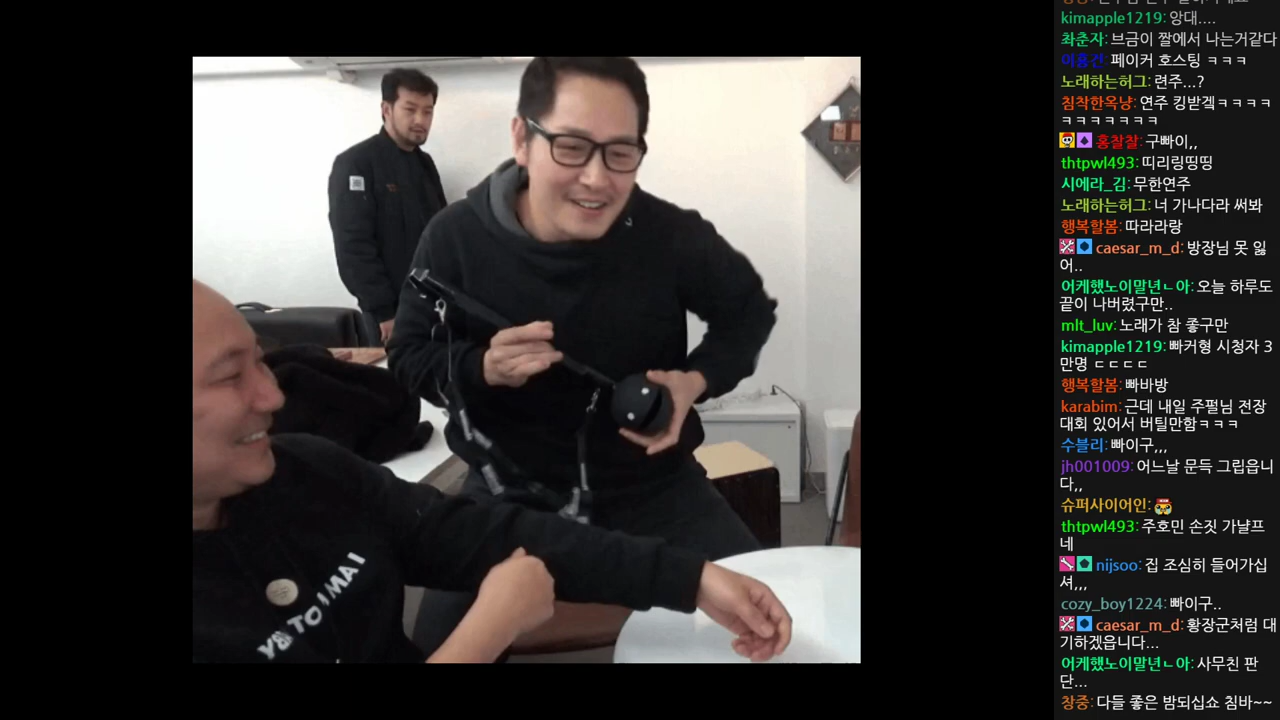 kimapple1219: 앙대....
촤춘자: 브금이 짤에서 나는거같다
이용건: 페이커 호스팅 ㅋㅋㅋ
노래하는허그: 련주...?
침착한옥냥: 연주 킹받겤ㅋㅋㅋㅋ
ㅋㅋㅋㅋㅋㅋㅋ
홍찰찰: 구빠이,,
thtpwl493: 띠리링띵띵
시에라_김: 무한연주
노래하는허그: 너 가나다라 써봐
행복할봄: 따라라랑
caesar_m_d: 방장님 못 잃
어..
어케했노이말년ㄴ아: 오늘 하루도
끝이 나버렸구만..
mlt_luv: 노래가 참 좋구만
kimapple1219: 빠커형 시청자 3
만명 ㄷㄷㄷㄷ
행복할봄: 빠바방
karabim: 근데 내일 주펄님 전장
대회 있어서 버틸만함ㅋㅋㅋ
수블리: 빠이구,,,
jh001009: 어느날 문득 그립읍니
다,,
슈퍼사이어인:
thtpwl493: 주호민 손짓 가냘프
네
nijsoo: 집 조심히 들어가십
셔,,,
cozy_boy1224: 빠이구..
caesar_m_d: 황장군처럼 대
기하겠읍니다...
어케했노이말년ㄴ아: 사무친 판
단...
창중: 다들 좋은 밤되십쇼 침바~~